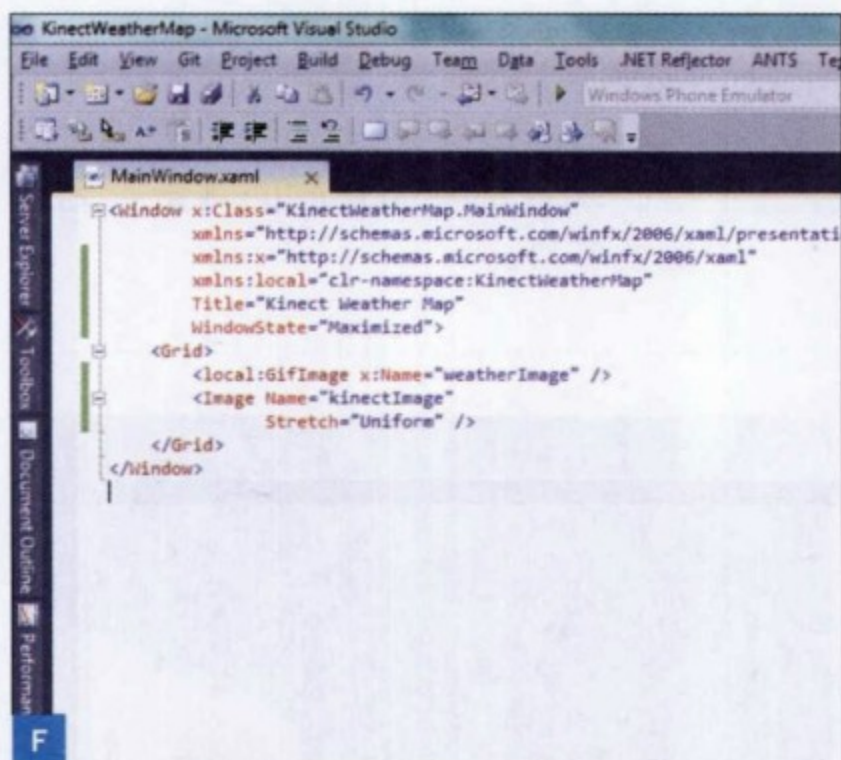 KinectWeatherMap - Microsoft Visual Studio
File Edit View Git Project Build Debug Team Data Tools .NET Reflector ANTS
Windows Phone Emulator
MainWindow.xaml ×
<Window x:Class="KinectWeatherMap.MainWindow"
xmlns="http://schemas.microsoft.com/winfx/2006/xaml/presentati
xmlns:x="http://schemas.microsoft.com/winfx/2006/xaml"
xmlns:local="clr-namespace:KinectWeatherMap"
Title="Kinect Weather Map"
WindowState="Maximized">
<Grid>
<local:GifImage x:Name="weatherImage" />
<Image Name="kinectImage"
Stretch="Uniform" />
</Grid>
</Window>
Server Explorer
Toolbox
Document Outline
Performan
F